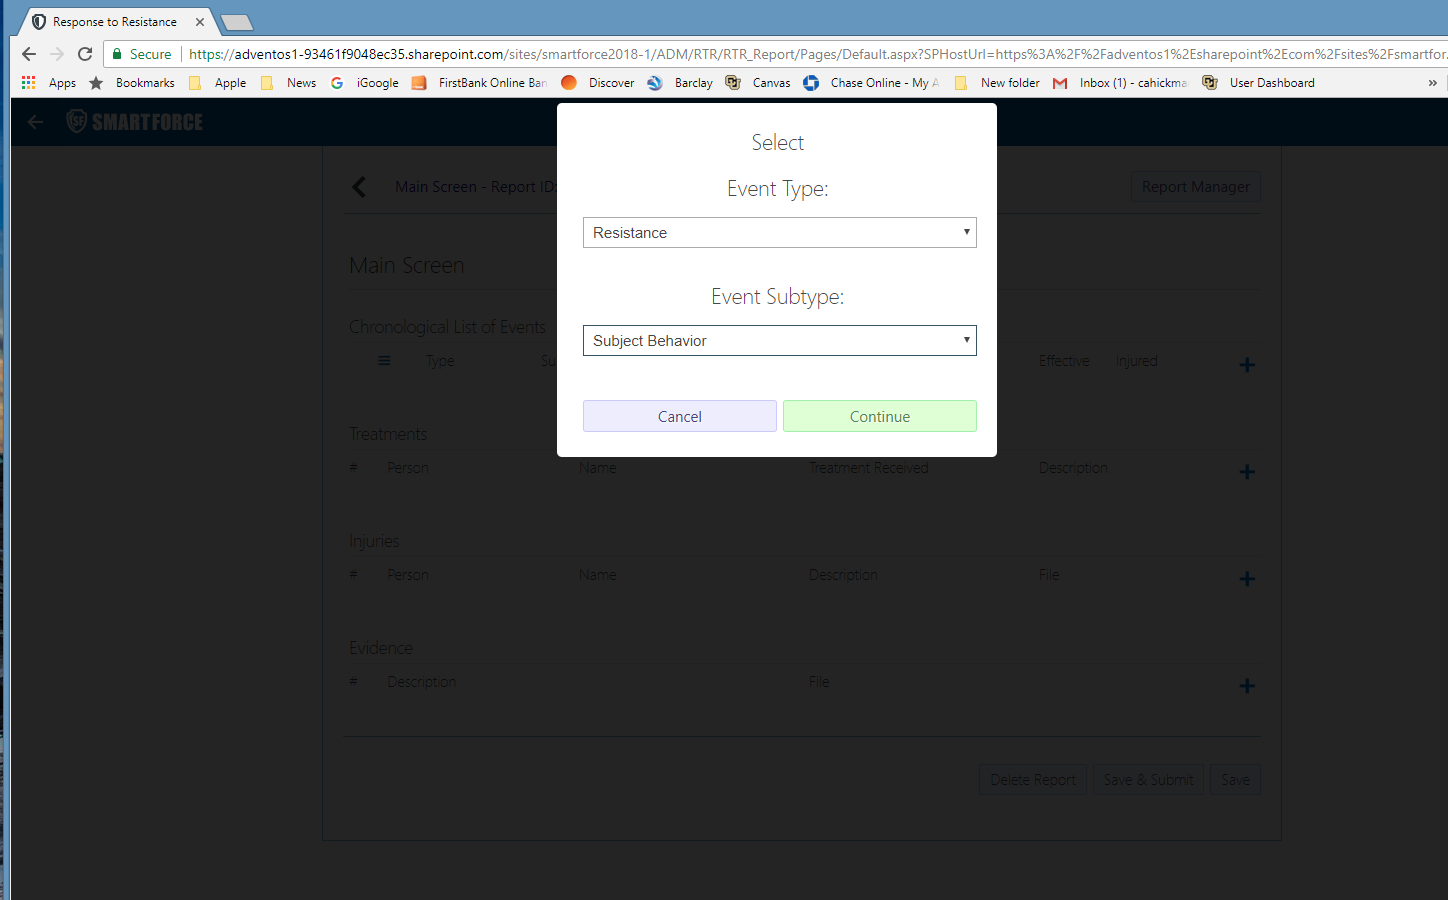 Response to Resistance
Secure https://adventos1-93461f9048ec35.sharepoint.com/sites/smartforce2018-1/ADM/RTR/RTR_Report/Pages/Default.aspx?SPHostUrl=https%3A%2F%2Fadventos1%2Esharepoint%2Ecom%2Fsites%2Fsmartfor
Apps Bookmarks Apple News iGoogle FirstBank Online Ban Discover Barclay Canvas Chase Online - My A New folder Inbox (1) - cahickma User Dashboard »
SF SMARTFORCE
Select
Main Screen - Report ID: Report Manager
Event Type:
Resistance
Main Screen
Event Subtype:
Chronological List of Events
Subject Behavior
Type Su Effective Injured
Cancel Continue
Treatments
# Person Name Treatment Received Description
Injuries
# Person Name Description File
Evidence
# Description File
Delete Report Save & Submit Save